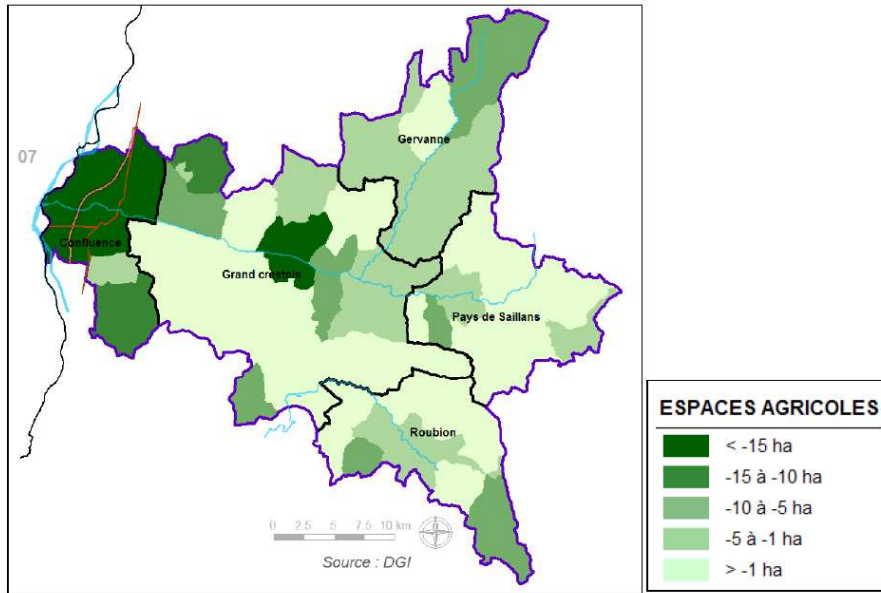 Gervanne
07
Confluence
Grand crestois
Pays de Saillans
Roubion
0 2.5 5 7.5 10 km
Source : DGI
ESPACES AGRICOLES
< -15 ha
-15 à -10 ha
-10 à -5 ha
-5 à -1 ha
> -1 ha